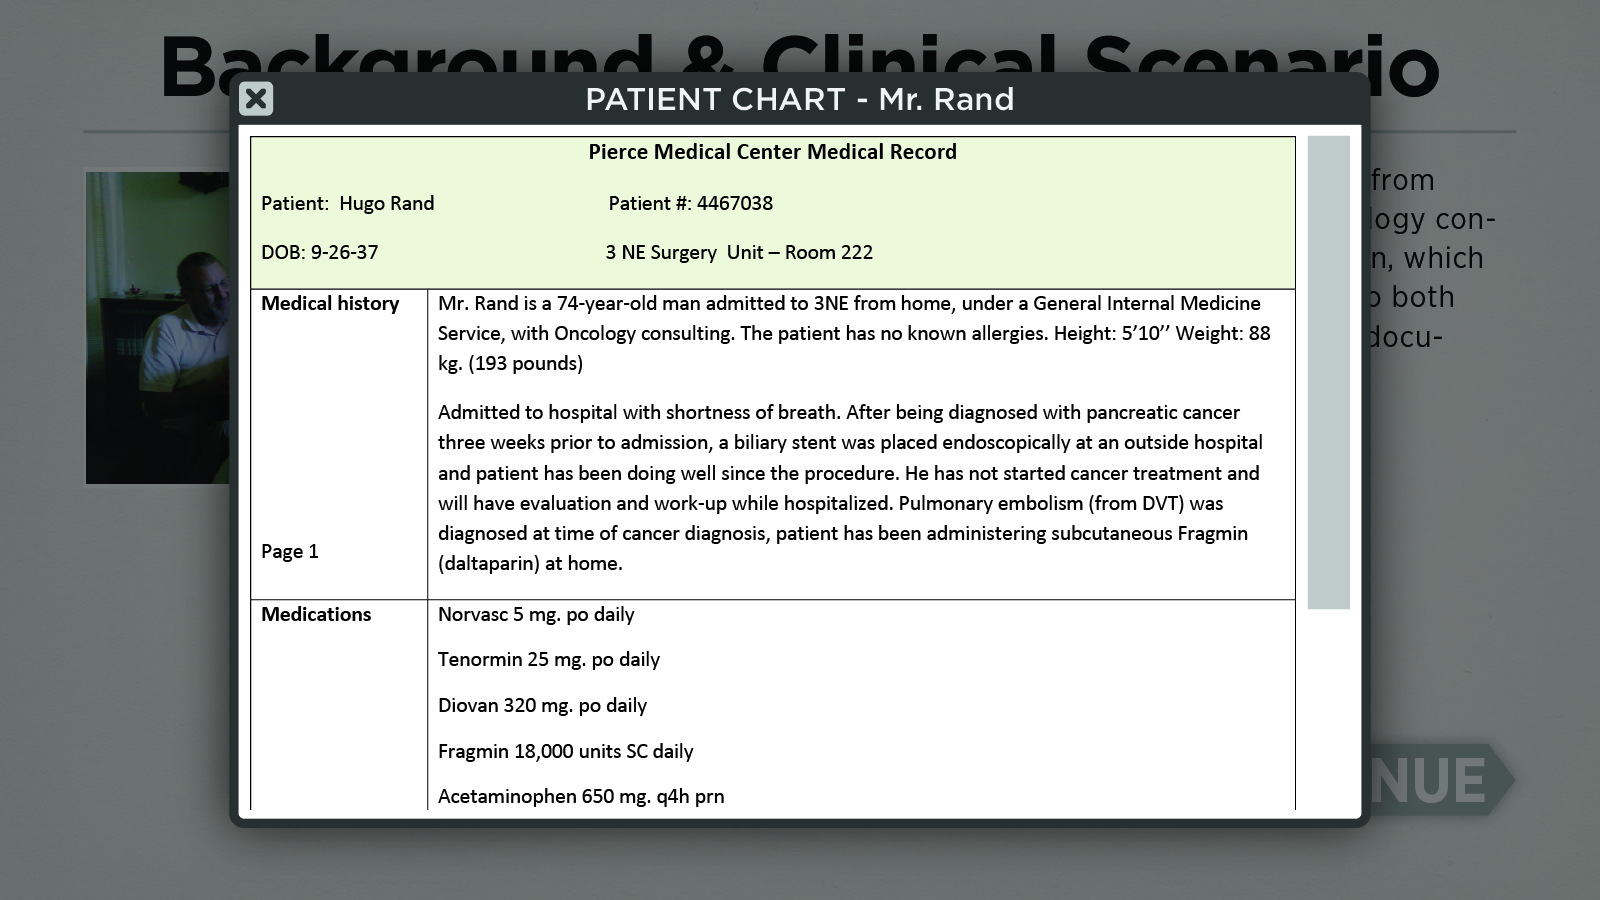 Background & Clinical Scenario
PATIENT CHART - Mr. Rand
Pierce Medical Center Medical Record
Patient:  Hugo Rand    Patient #: 4467038
DOB: 9-26-37    3 NE Surgery  Unit – Room 222
Medical history
Mr. Rand is a 74-year-old man admitted to 3NE from home, under a General Internal Medicine
Service, with Oncology consulting. The patient has no known allergies. Height: 5’10’’ Weight: 88
kg. (193 pounds)
Admitted to hospital with shortness of breath. After being diagnosed with pancreatic cancer
three weeks prior to admission, a biliary stent was placed endoscopically at an outside hospital
and patient has been doing well since the procedure. He has not started cancer treatment and
will have evaluation and work-up while hospitalized. Pulmonary embolism (from DVT) was
diagnosed at time of cancer diagnosis, patient has been administering subcutaneous Fragmin
(daltaparin) at home.
Page 1
Medications
Norvasc 5 mg. po daily
Tenormin 25 mg. po daily
Diovan 320 mg. po daily
Fragmin 18,000 units SC daily
Acetaminophen 650 mg. q4h prn
from
which
both